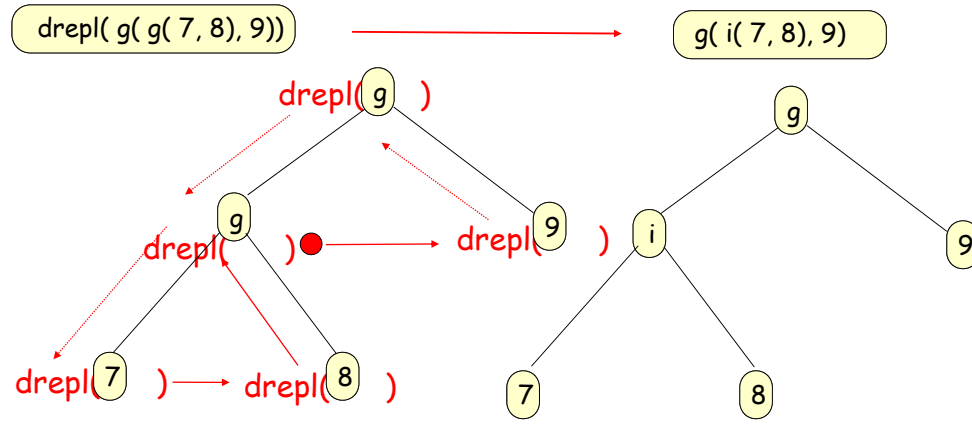 drepl( g( g( 7, 8), 9))
g( i( 7, 8), 9)
drepl( g )
g
g
drepl( )
drepl( 9 )
i
9
drepl( 7 )
drepl( 8 )
7
8